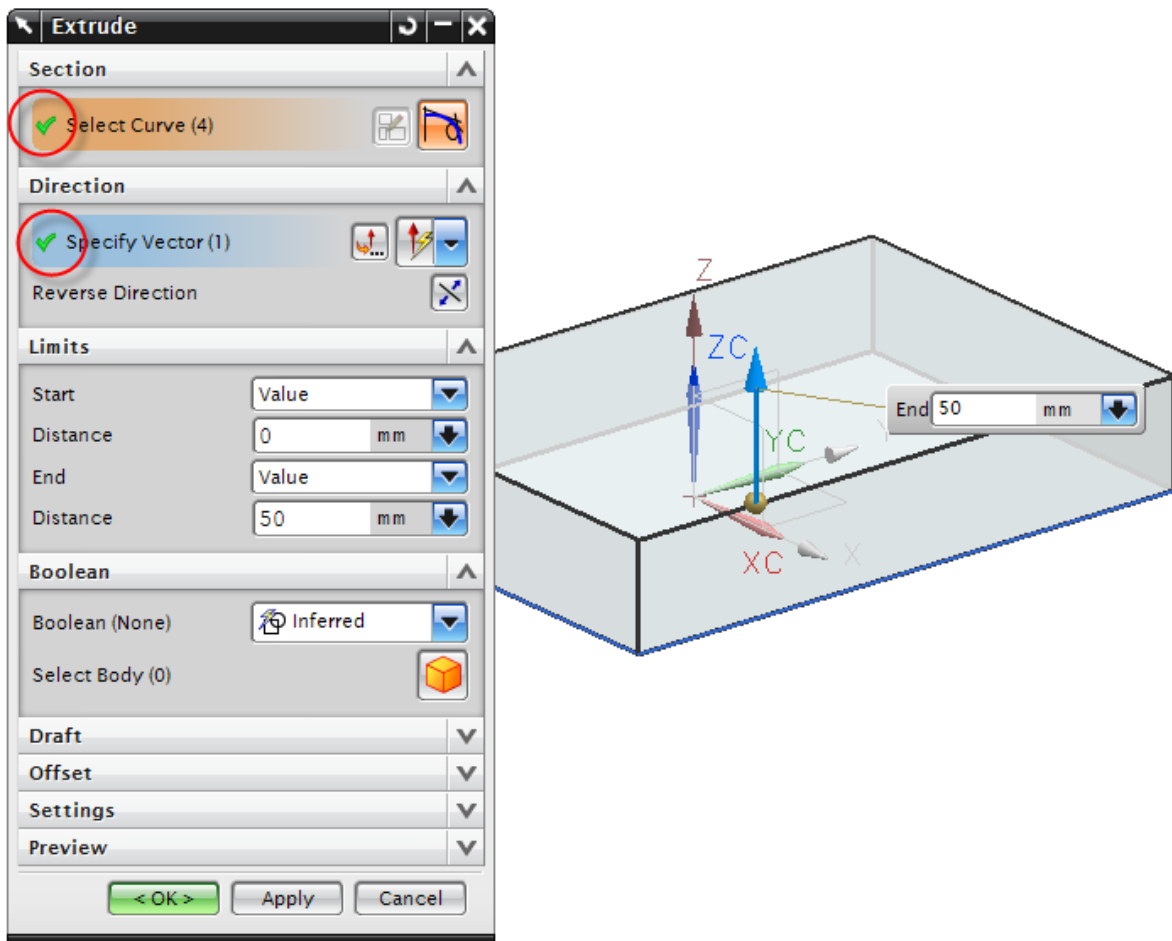 Extrude
Section
Select Curve (4)
Direction
Specify Vector (1)
Reverse Direction
Limits
Start Value
Distance 0 mm
End Value
Distance 50 mm
Boolean
Boolean (None) Inferred
Select Body (0)
Draft
Offset
Settings
Preview
< OK > Apply Cancel
Z
ZC
End 50 mm
YC Y
XC X